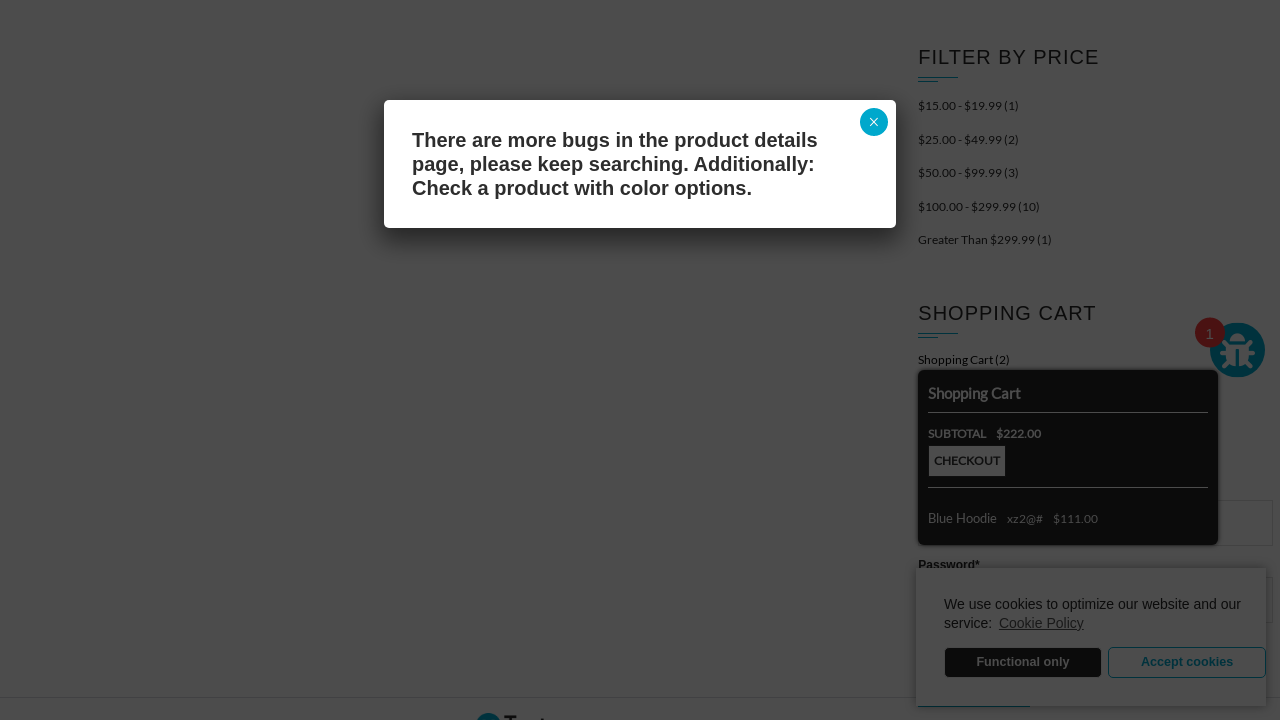 FILTER BY PRICE
$15.00 - $19.99 (1)
$25.00 - $49.99 (2)
$50.00 - $99.99 (3)
$100.00 - $299.99 (10)
Greater Than $299.99 (1)
There are more bugs in the product details
page, please keep searching. Additionally:
Check a product with color options.
×
SHOPPING CART
Shopping Cart (2)
1
Shopping Cart
SUBTOTAL $222.00
CHECKOUT
Blue Hoodie xz2@# $111.00
Password*
We use cookies to optimize our website and our
service: Cookie Policy
Functional only
Accept cookies